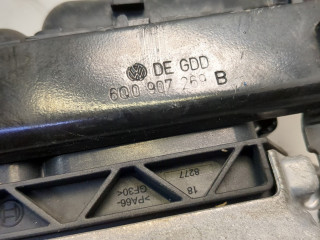 DE GDD
6Q0 907 269 B
>PA66-
GF30<
18
8277